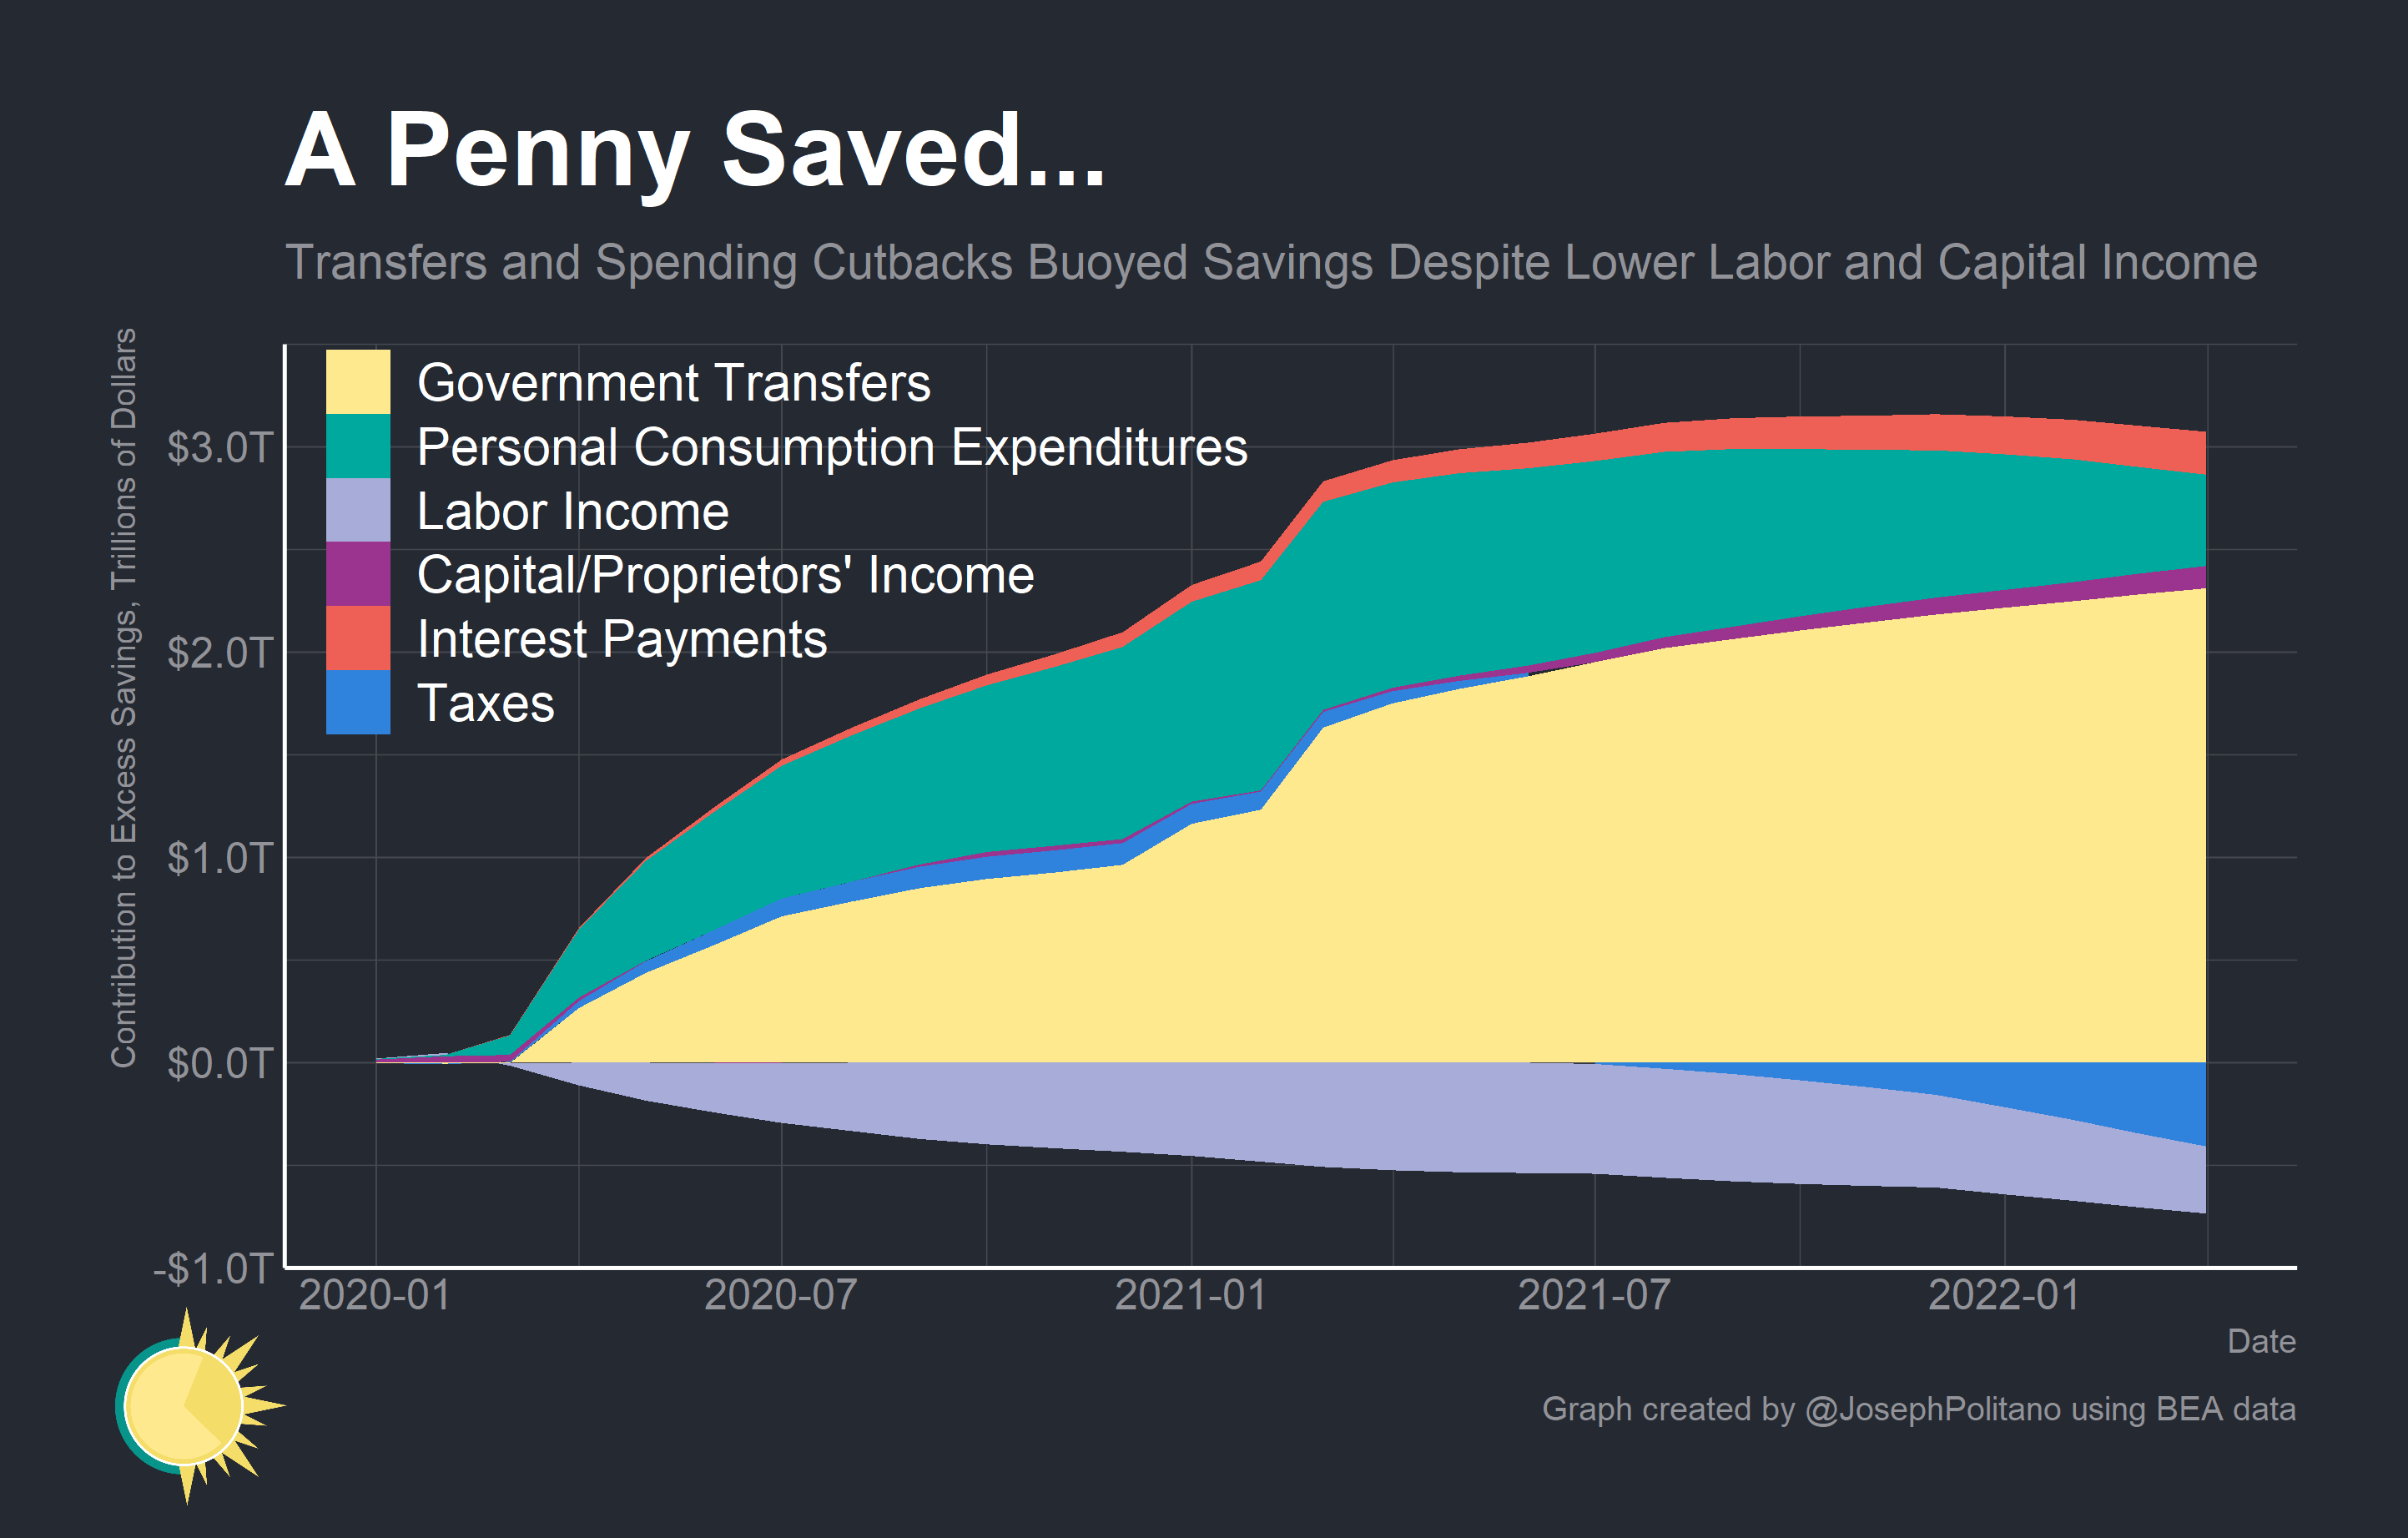 A Penny Saved...
Transfers and Spending Cutbacks Buoyed Savings Despite Lower Labor and Capital Income
Contribution to Excess Savings, Trillions of Dollars
Government Transfers
Personal Consumption Expenditures
Labor Income
Capital/Proprietors' Income
Interest Payments
Taxes
$3.0T
$2.0T
$1.0T
$0.0T
-$1.0T
2020-01
2020-07
2021-01
2021-07
2022-01
Date
Graph created by @JosephPolitano using BEA data